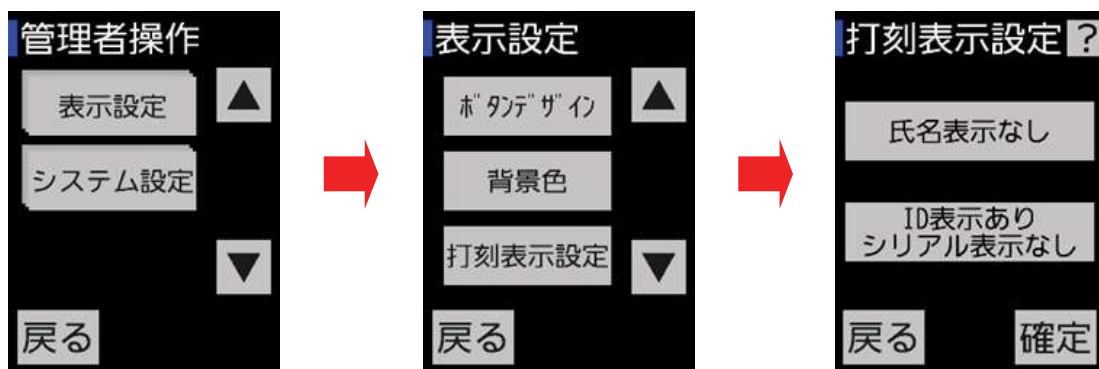 管理者操作
表示設定
▲
システム設定
▼
戻る
表示設定
ﾎﾞﾀﾝﾃﾞｻﾞｲﾝ
▲
背景色
打刻表示設定
▼
戻る
打刻表示設定 ?
氏名表示なし
ID表示あり
シリアル表示なし
戻る 確定